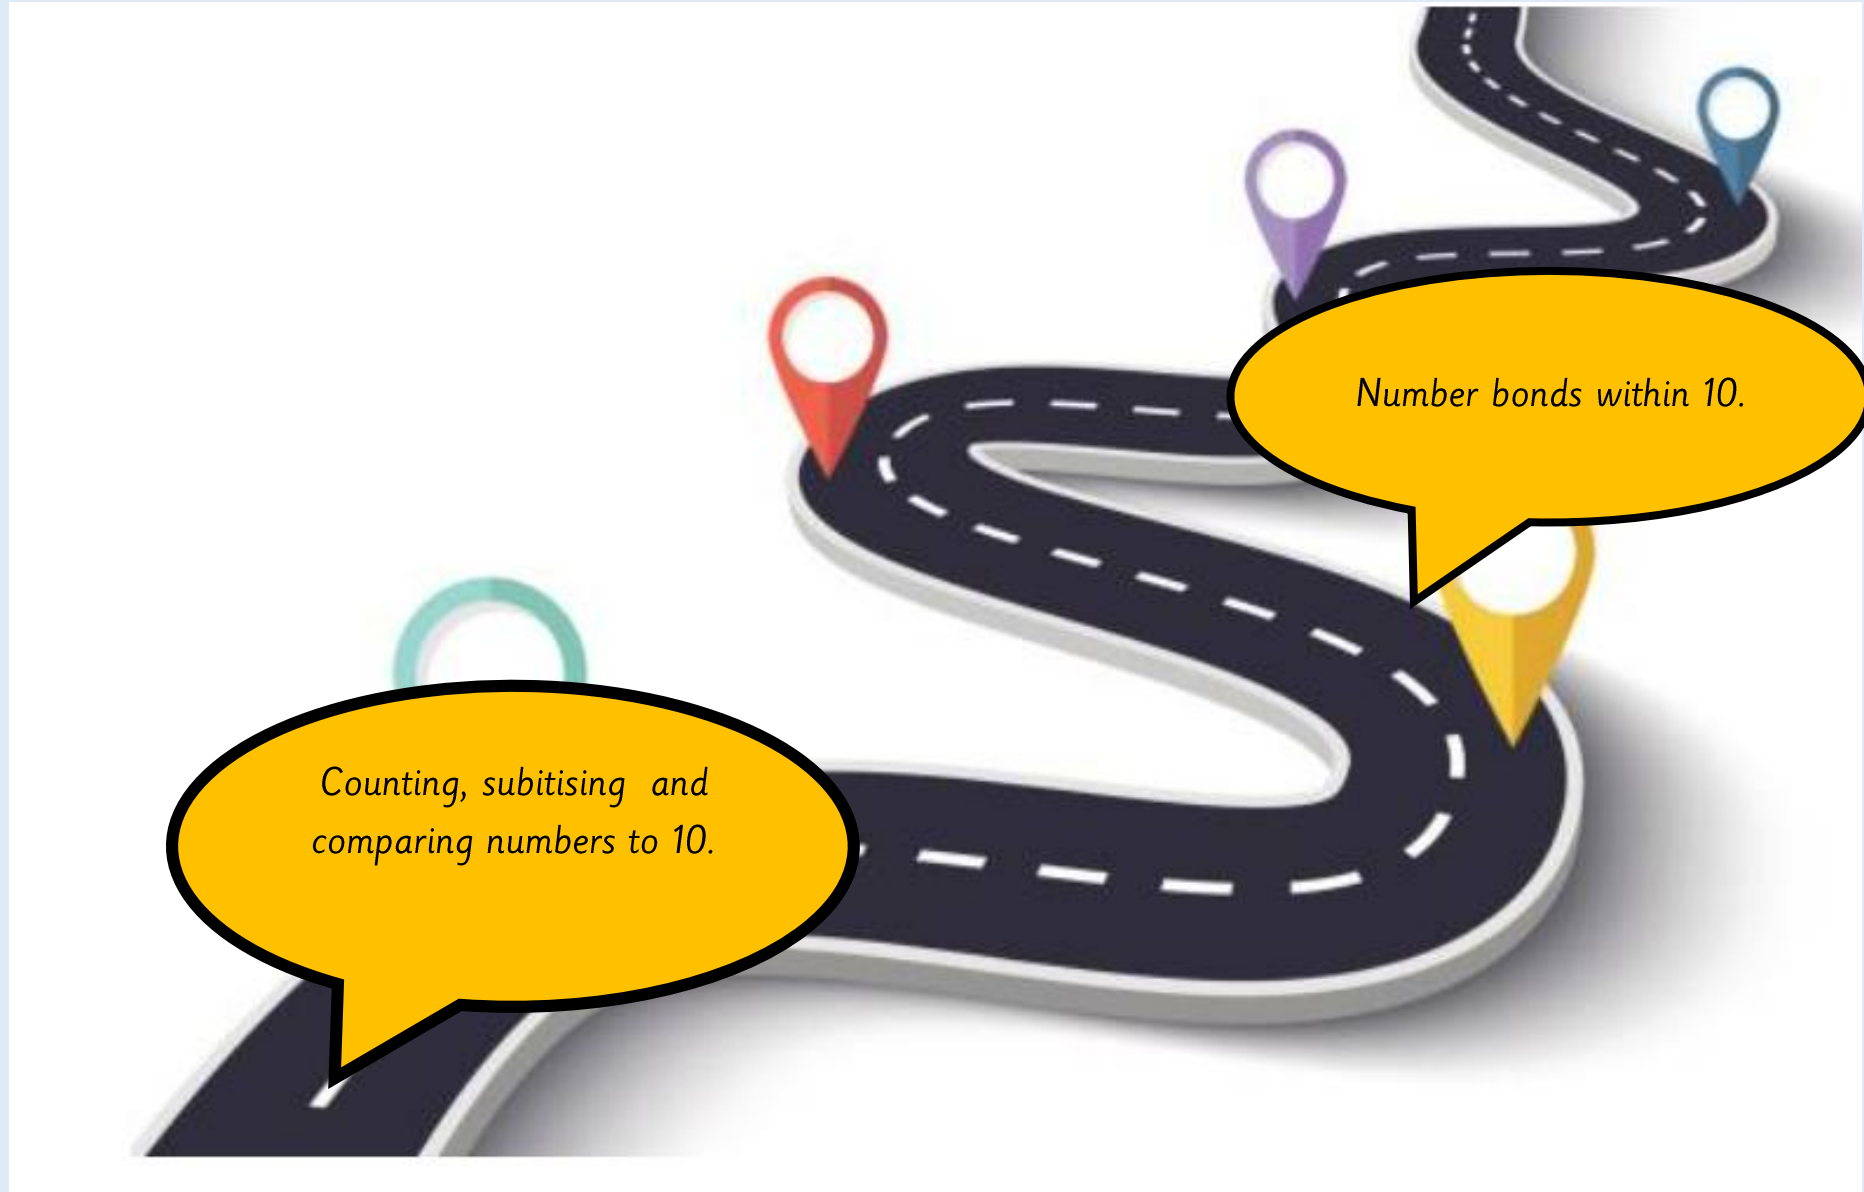 Number bonds within 10.
Counting, subitising  and
comparing numbers to 10.